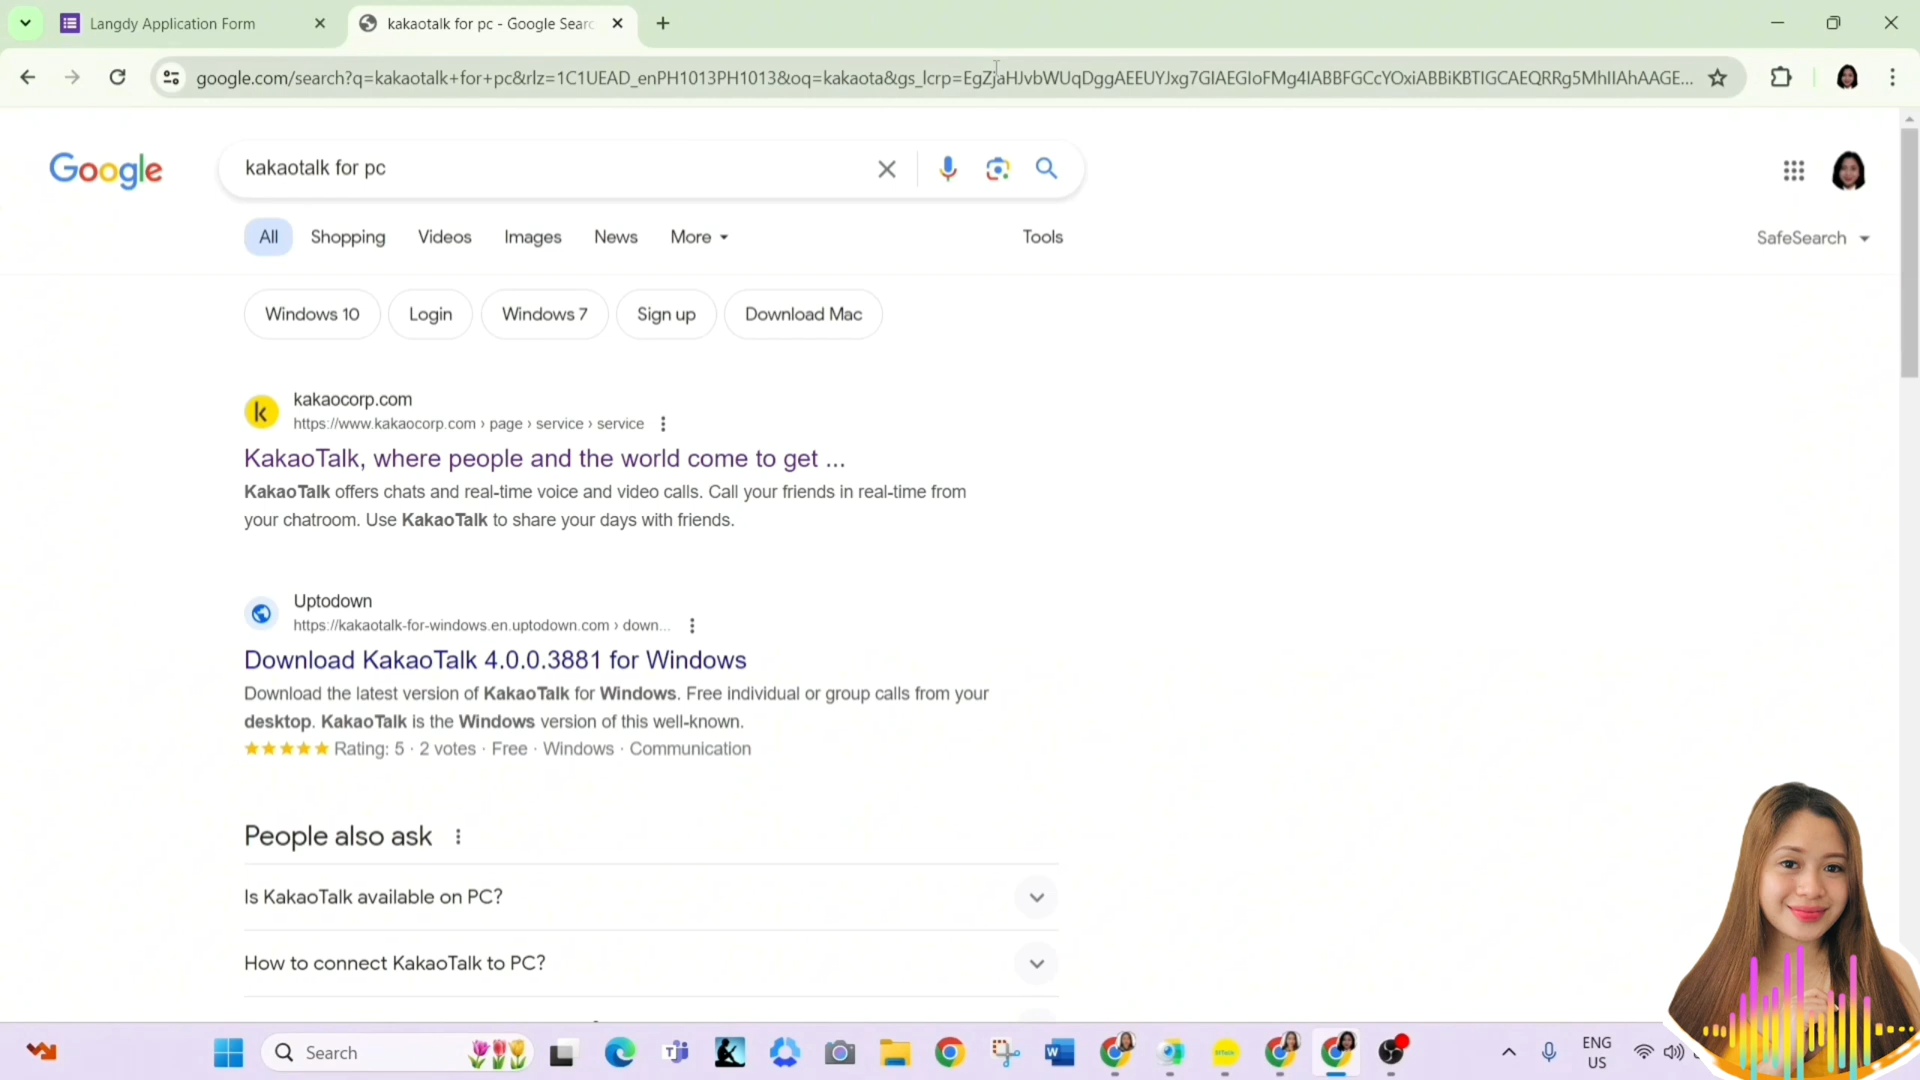 Langdy Application Form
kakaotalk for pc - Google Searc
google.com/search?q=kakaotalk+for+pc&rlz=1C1UEAD_enPH1013PH1013&oq=kakaota&gs_lcrp=EgZjaHJvbWUqDggAEEUYJxg7GIAEGIoFMg4IABBFGCcYOxiABBiKBTIGCAEQRRg5MhIIAhAAGE...
Google
kakaotalk for pc
All
Shopping
Videos
Images
News
More
Tools
SafeSearch
Windows 10
Login
Windows 7
Sign up
Download Mac
kakaocorp.com
https://www.kakaocorp.com › page › service › service
KakaoTalk, where people and the world come to get ...
KakaoTalk offers chats and real-time voice and video calls. Call your friends in real-time from
your chatroom. Use KakaoTalk to share your days with friends.
Uptodown
https://kakaotalk-for-windows.en.uptodown.com › down...
Download KakaoTalk 4.0.0.3881 for Windows
Download the latest version of KakaoTalk for Windows. Free individual or group calls from your
desktop. KakaoTalk is the Windows version of this well-known.
Rating: 5 · 2 votes · Free · Windows · Communication
People also ask
Is KakaoTalk available on PC?
How to connect KakaoTalk to PC?
Search
ENG
US